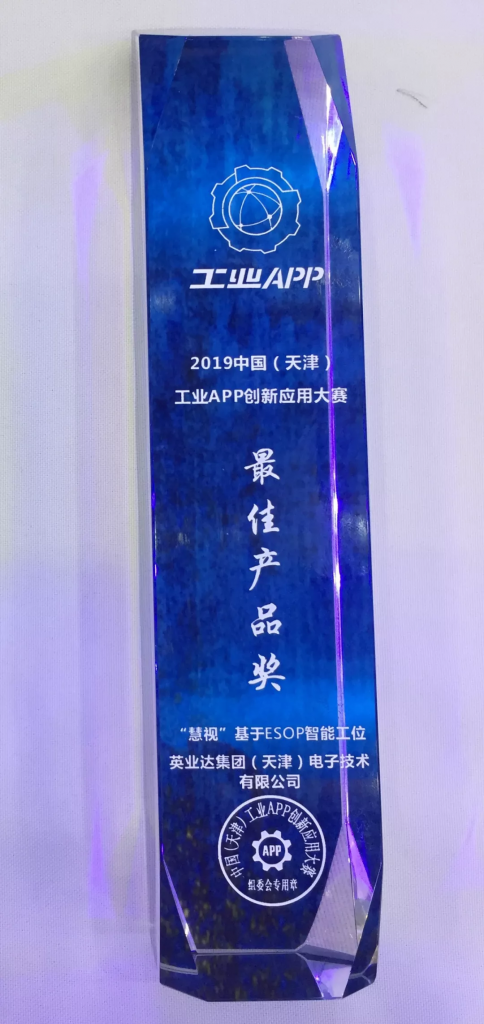 工业APP
2019中国（天津）
工业APP创新应用大赛
最佳产品奖
“慧视”基于ESOP智能工位
英业达集团（天津）电子技术
有限公司
中国（天津）工业APP创新应用大赛
APP
组委会专用章